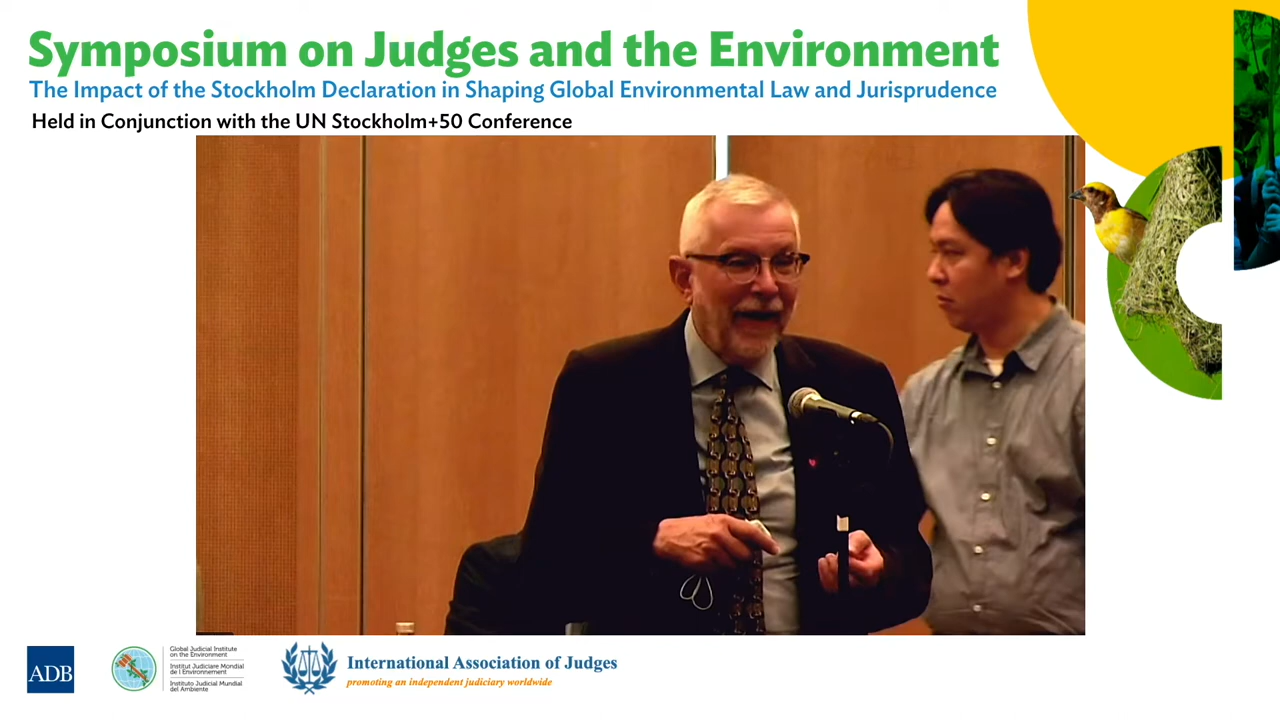 Symposium on Judges and the Environment
The Impact of the Stockholm Declaration in Shaping Global Environmental Law and Jurisprudence
Held in Conjunction with the UN Stockholm+50 Conference
ADB
Global Judicial Institute
on the Environment
Institut Judiciaire Mondial
de l Environnement
Instituto Judicial Mundial
del Ambiente
International Association of Judges
promoting an independent judiciary worldwide